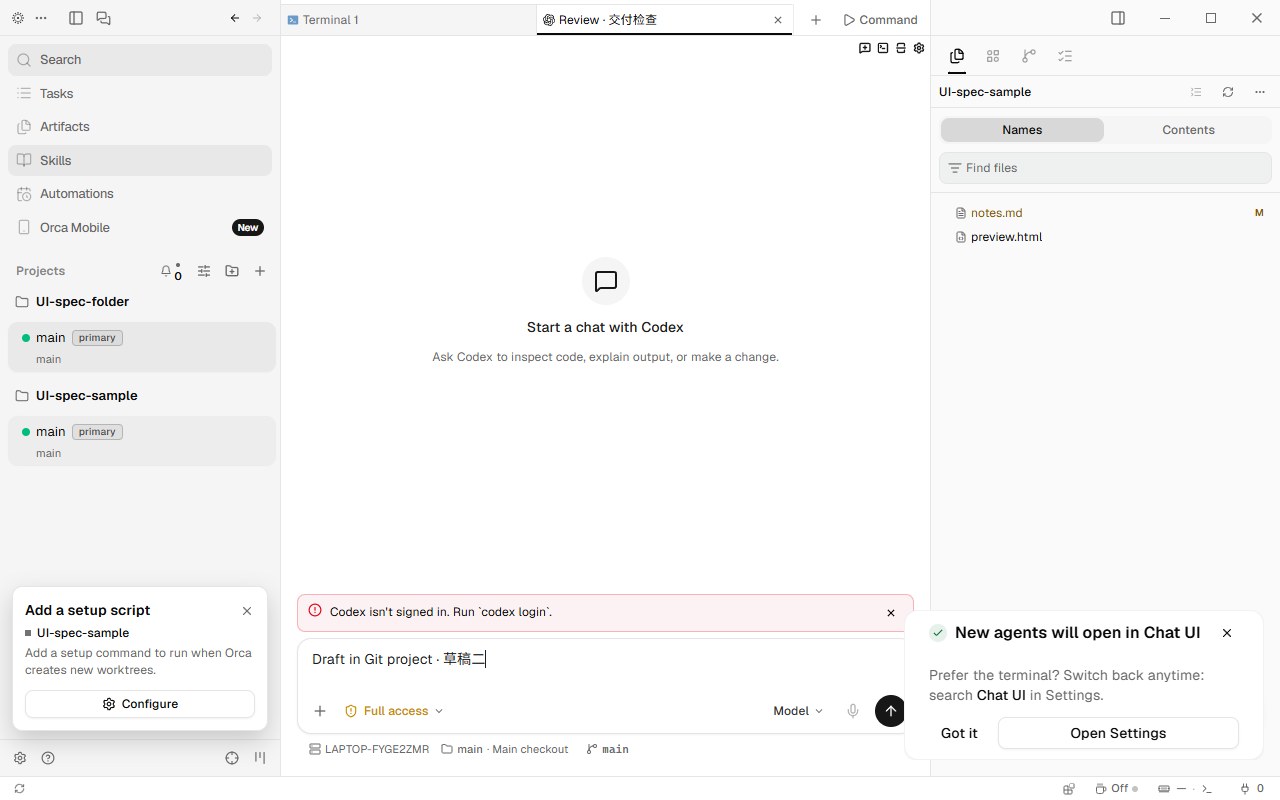 Terminal 1
Review · 交付检查
Command
Search
Tasks
Artifacts
Skills
Automations
Orca Mobile
New
Projects
0
UI-spec-folder
main
primary
main
UI-spec-sample
main
primary
main
Add a setup script
UI-spec-sample
Add a setup command to run when Orca
creates new worktrees.
Configure
Start a chat with Codex
Ask Codex to inspect code, explain output, or make a change.
Codex isn't signed in. Run `codex login`.
Draft in Git project · 草稿二
Full access
Model
LAPTOP-FYGE2ZMR
main · Main checkout
main
UI-spec-sample
Names
Contents
Find files
notes.md
M
preview.html
New agents will open in Chat UI
Prefer the terminal? Switch back anytime:
search Chat UI in Settings.
Got it
Open Settings
Off
— ·
0